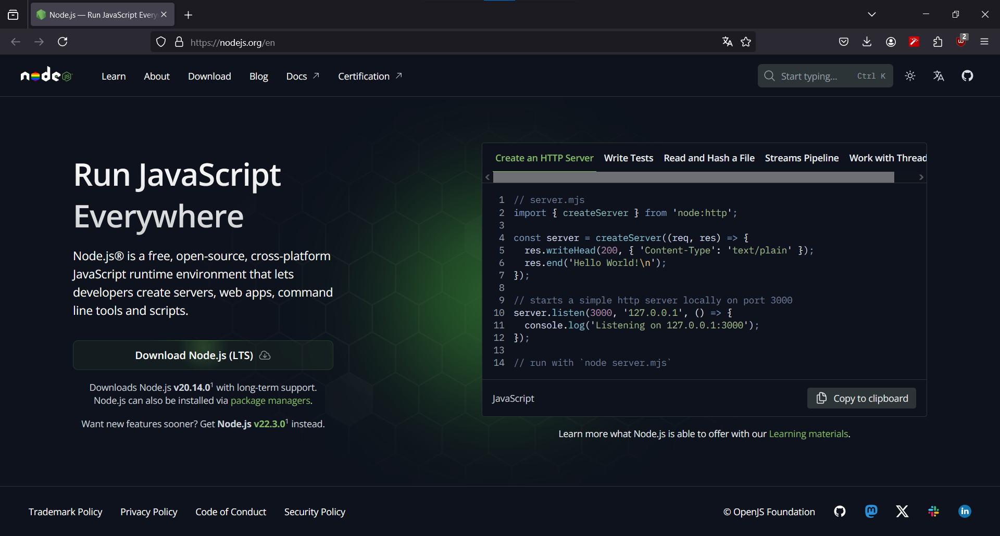 Node.js — Run JavaScript Every
https://nodejs.org/en
2
node JS
Learn About Download Blog Docs Certification
Start typing... Ctrl K
Run JavaScript
Everywhere
Node.js® is a free, open-source, cross-platform
JavaScript runtime environment that lets
developers create servers, web apps, command
line tools and scripts.
Download Node.js (LTS)
Downloads Node.js v20.14.0¹ with long-term support.
Node.js can also be installed via package managers.
Want new features sooner? Get Node.js v22.3.0¹ instead.
Create an HTTP Server Write Tests Read and Hash a File Streams Pipeline Work with Thread
1 // server.mjs
2 import { createServer } from 'node:http';
3
4 const server = createServer((req, res) => {
5   res.writeHead(200, { 'Content-Type': 'text/plain' });
6   res.end('Hello World!\n');
7 });
8
9 // starts a simple http server locally on port 3000
10 server.listen(3000, '127.0.0.1', () => {
11   console.log('Listening on 127.0.0.1:3000');
12 });
13
14 // run with `node server.mjs`
JavaScript
Copy to clipboard
Learn more what Node.js is able to offer with our Learning materials.
Trademark Policy Privacy Policy Code of Conduct Security Policy
© OpenJS Foundation
in